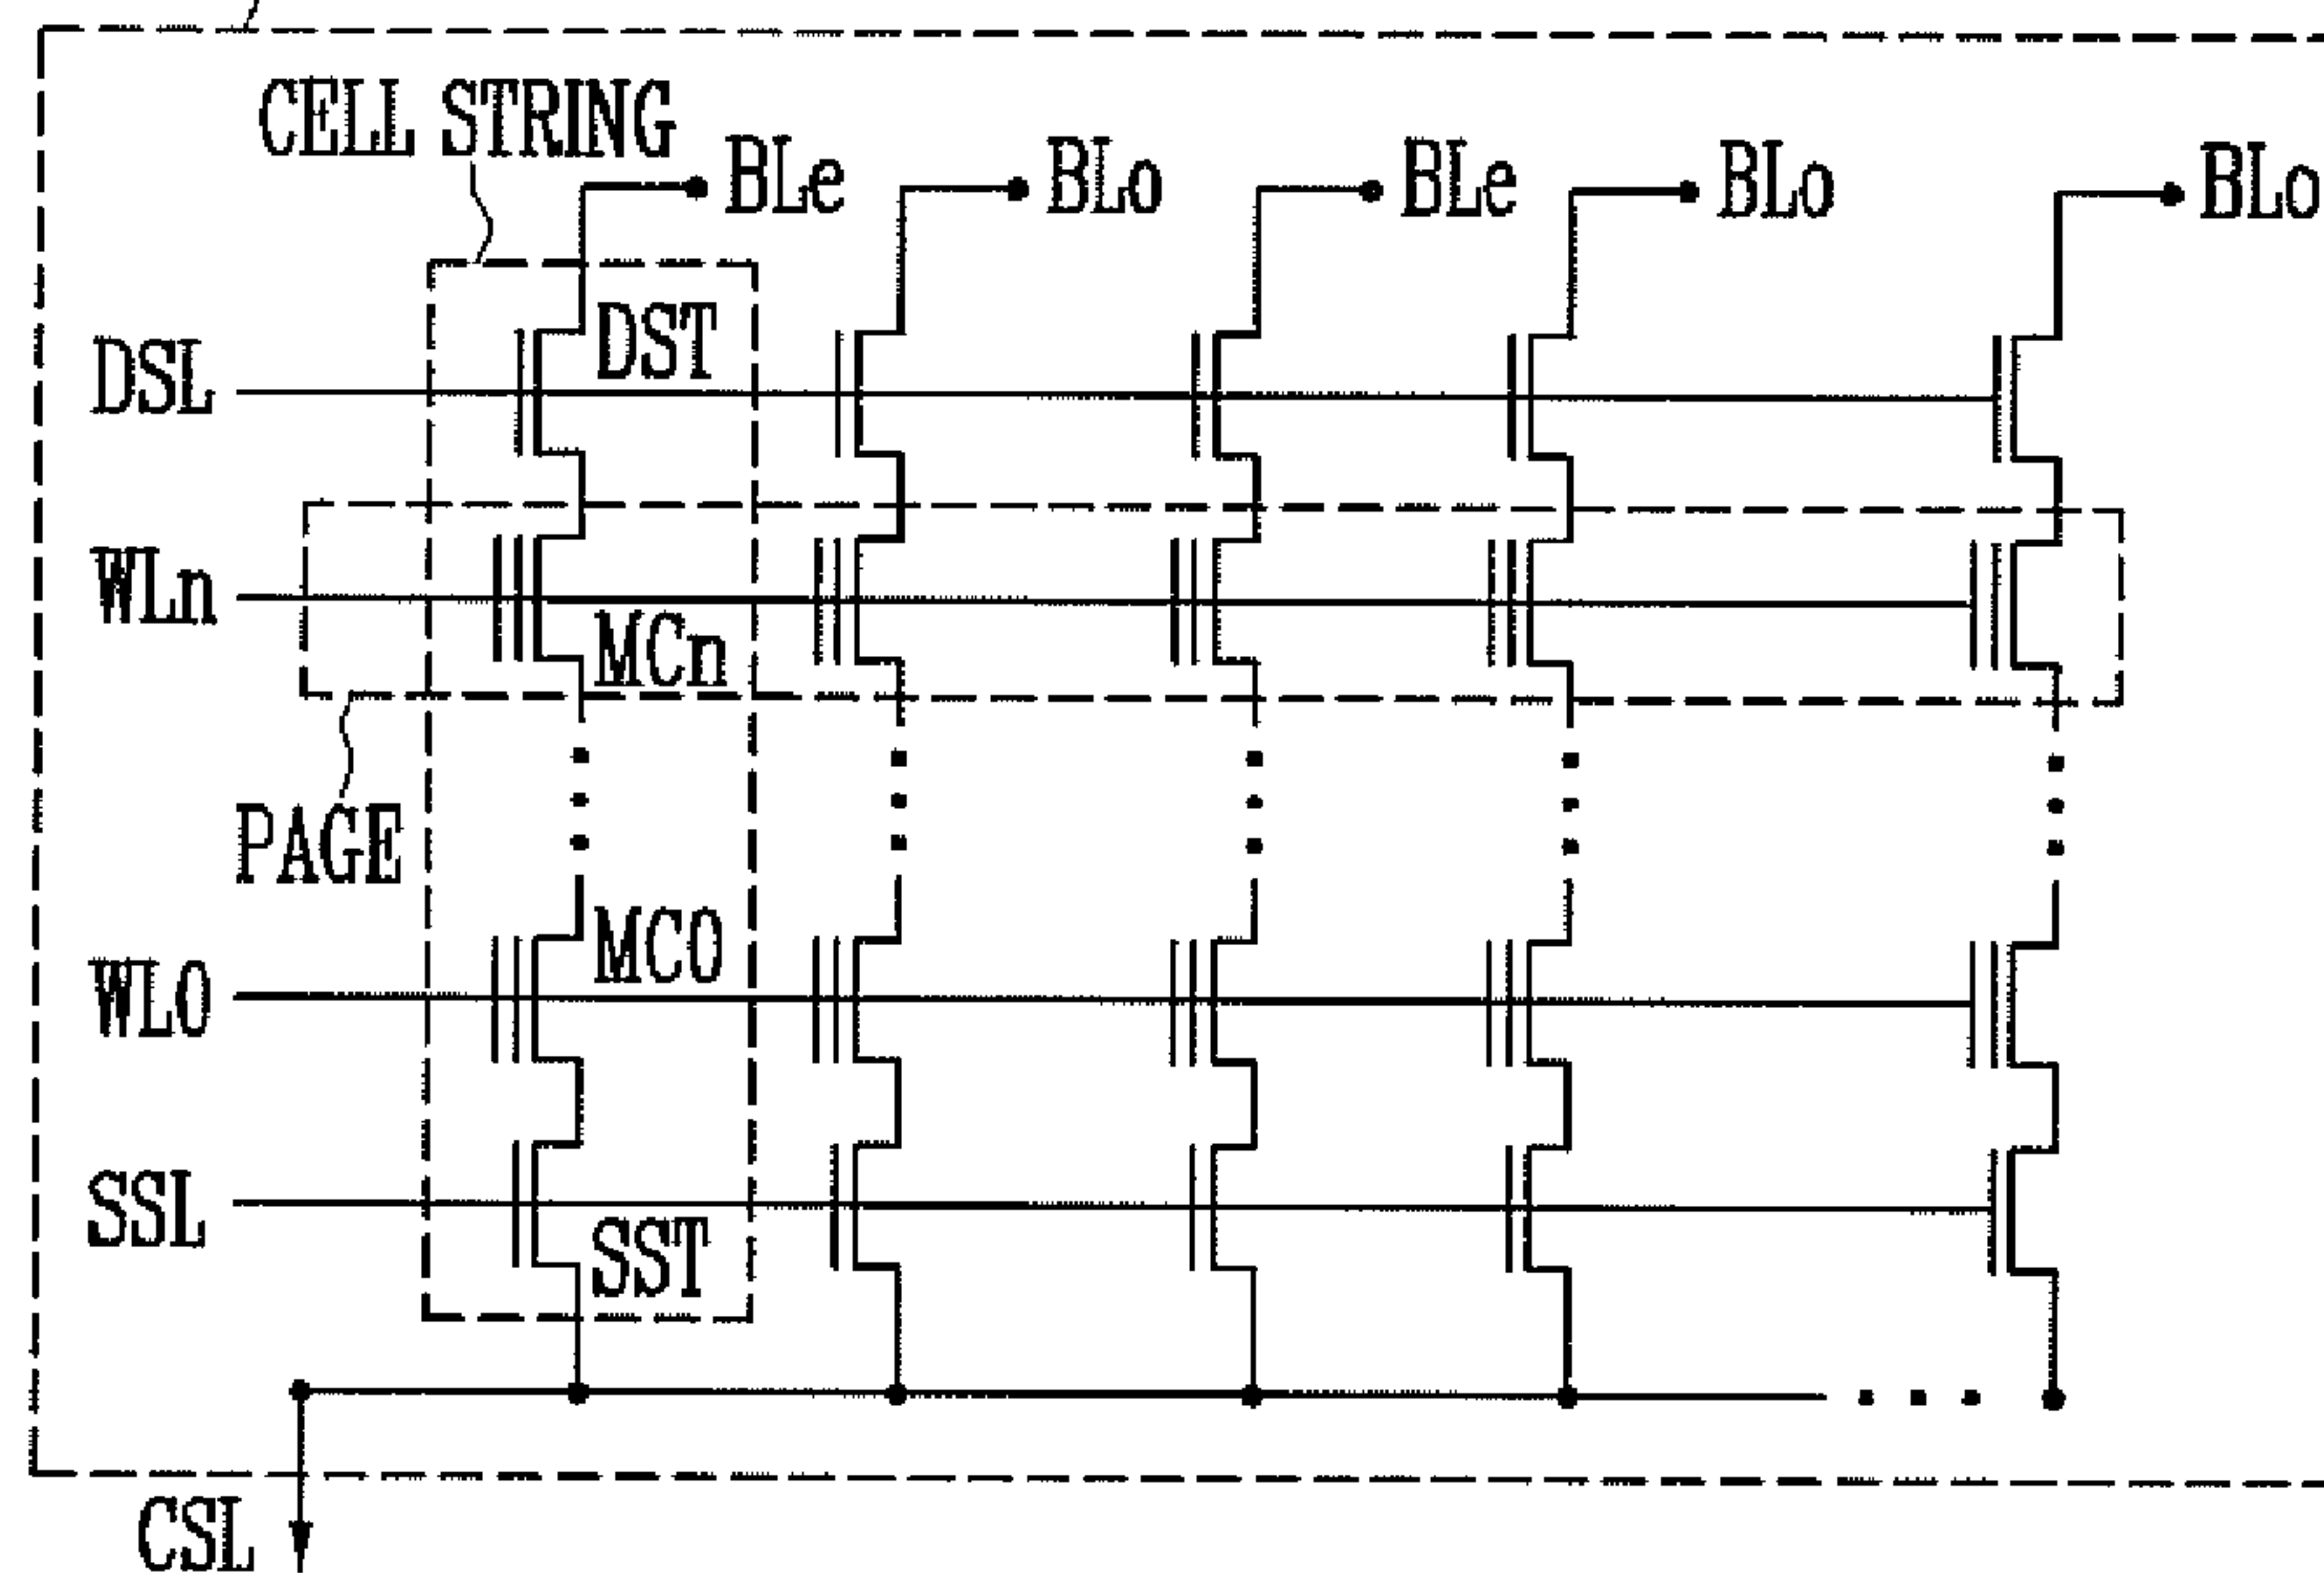 CELL STRING
BLe BLo BLe BLo BLo
DST
DSL
WLn
MCn
PAGE
MC0
WL0
SSL
SST
CSL